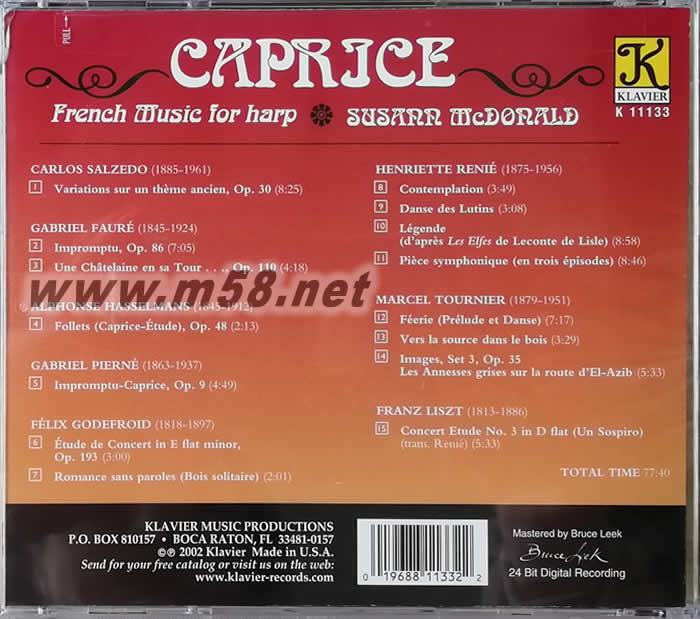 PULL→
CAPRICE
French Music for harp
SUSANN McDONALD
K
KLAVIER
K 11133
CARLOS SALZEDO (1885-1961)
1 Variations sur un thème ancien, Op. 30 (8:25)
GABRIEL FAURÉ (1845-1924)
2 Impromptu, Op. 86 (7:05)
3 Une Châtelaine en sa Tour . . ., Op. 110 (4:18)
ALPHONSE HASSELMANS (1845-1912)
4 Follets (Caprice-Étude), Op. 48 (2:13)
GABRIEL PIERNÉ (1863-1937)
5 Impromptu-Caprice, Op. 9 (4:49)
FÉLIX GODEFROID (1818-1897)
6 Étude de Concert in E flat minor,
Op. 193 (3:00)
7 Romance sans paroles (Bois solitaire) (2:01)
HENRIETTE RENIÉ (1875-1956)
8 Contemplation (3:49)
9 Danse des Lutins (3:08)
10 Légende
(d'après Les Elfes de Leconte de Lisle) (8:58)
11 Pièce symphonique (en trois épisodes) (8:46)
MARCEL TOURNIER (1879-1951)
12 Féerie (Prélude et Danse) (7:17)
13 Vers la source dans le bois (3:29)
14 Images, Set 3, Op. 35
Les Annesses grises sur la route d'El-Azib (5:33)
FRANZ LISZT (1813-1886)
15 Concert Etude No. 3 in D flat (Un Sospiro)
(trans. Renié) (5:33)
TOTAL TIME 77:40
www.m58.net
KLAVIER MUSIC PRODUCTIONS
P.O. BOX 810157 • BOCA RATON, FL 33481-0157
©℗ 2002 Klavier Made in U.S.A.
Send for your free catalog or visit us on the web:
www.klavier-records.com
0 19688 11332 2
Mastered by Bruce Leek
Bruce Leek
24 Bit Digital Recording